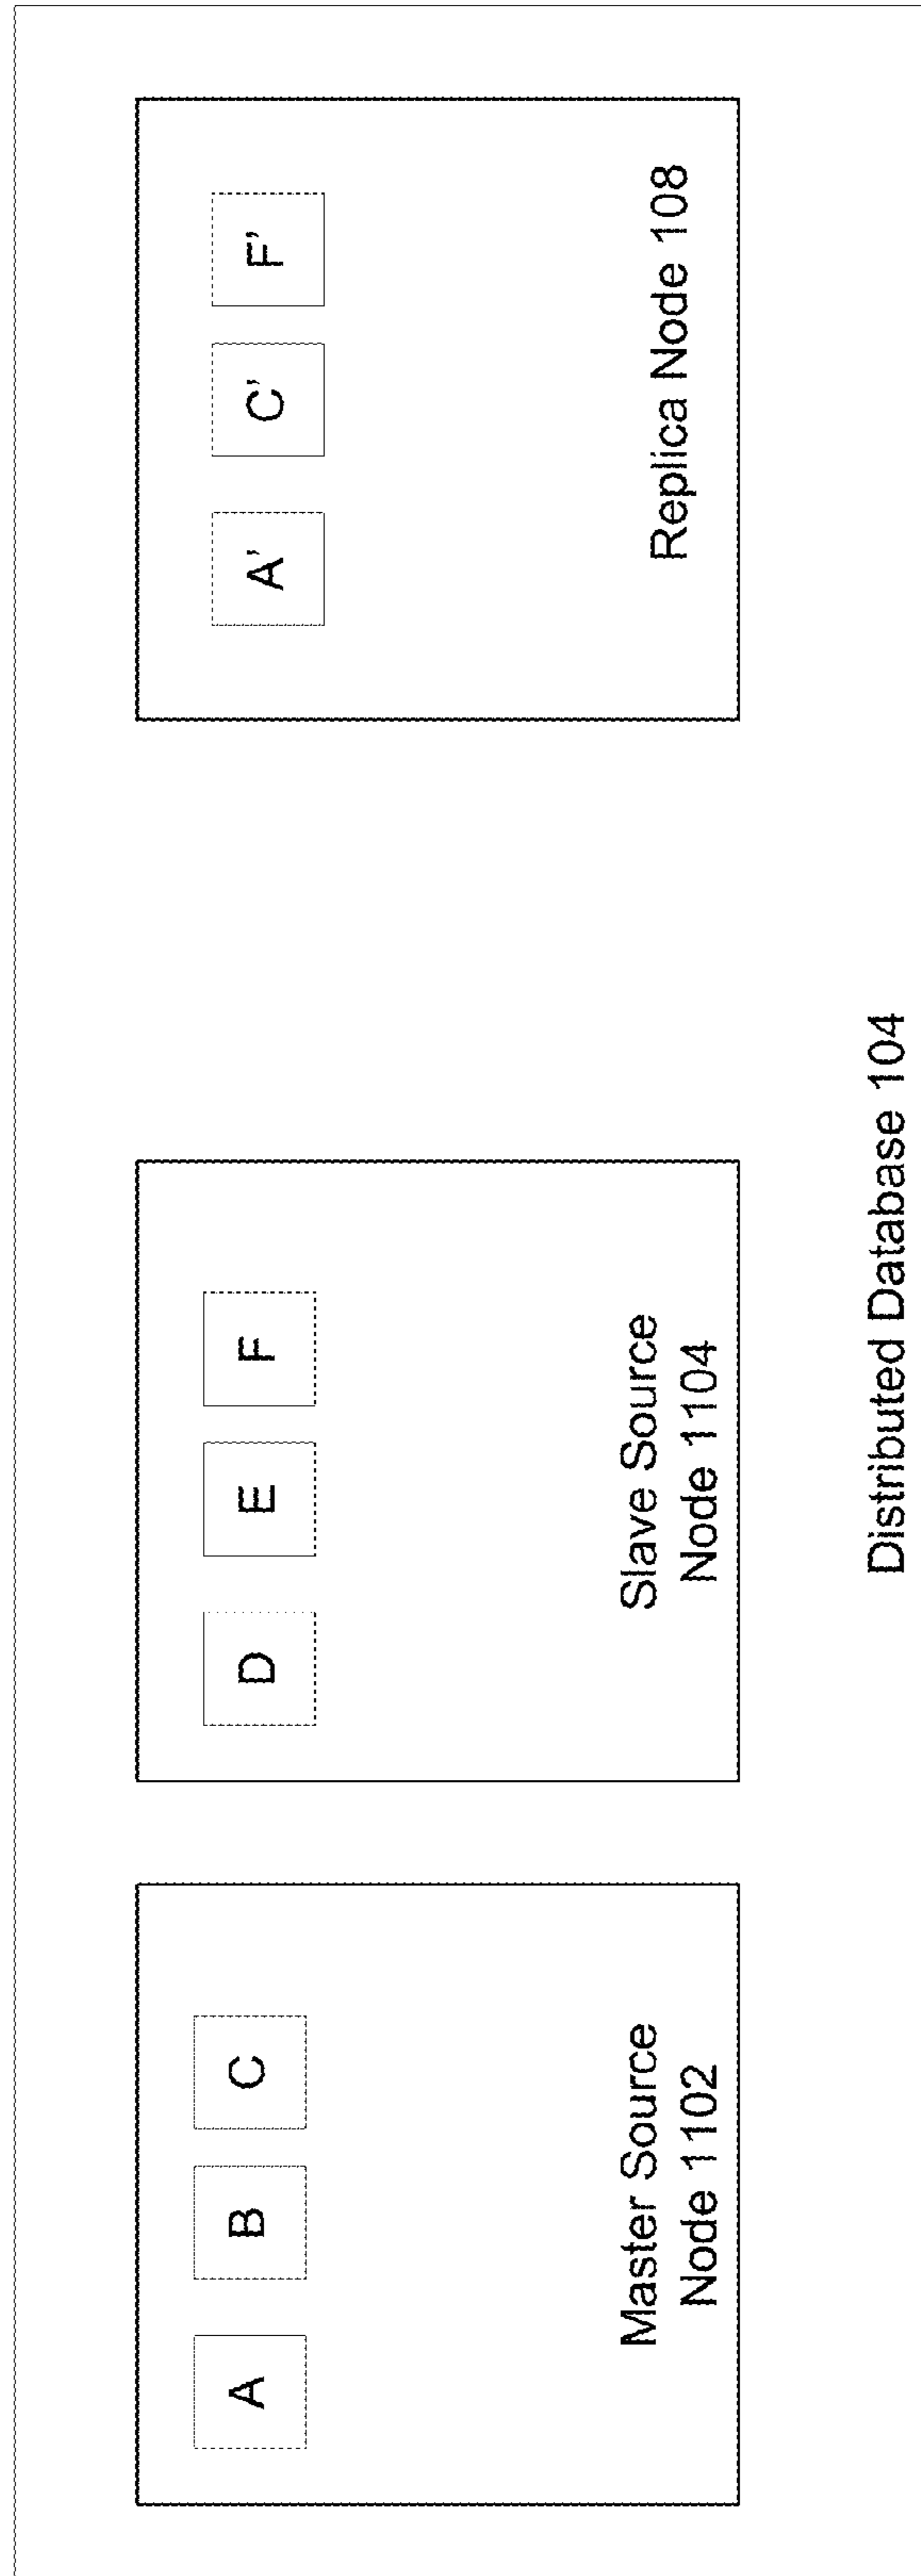 A
B
C
Master Source
Node 1102
D
E
F
Slave Source
Node 1104
A'
C'
F'
Replica Node 108
Distributed Database 104